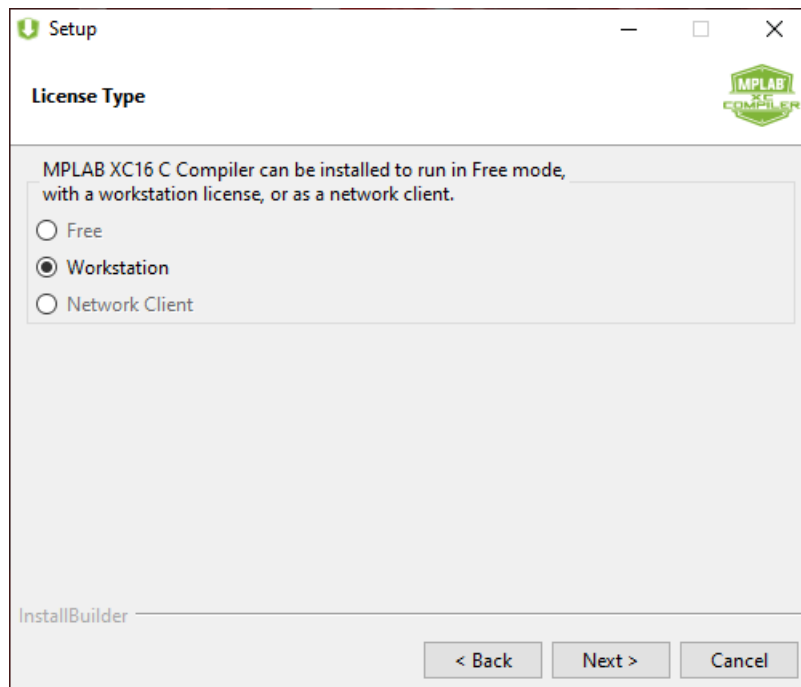 Setup
License Type
MPLAB
XC
COMPILER
MPLAB XC16 C Compiler can be installed to run in Free mode,
with a workstation license, or as a network client.
Free
Workstation
Network Client
InstallBuilder
< Back
Next >
Cancel